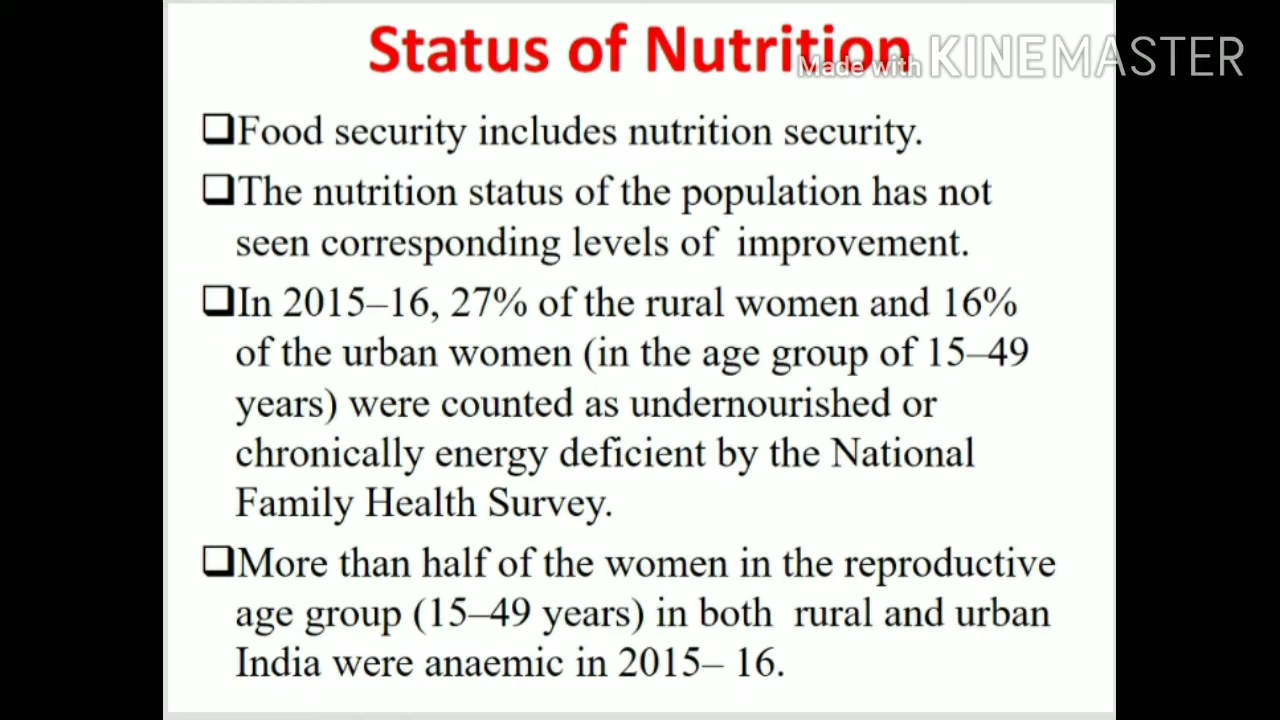 Status of Nutrition
Made with KINEMASTER
❑Food security includes nutrition security.
❑The nutrition status of the population has not
seen corresponding levels of improvement.
❑In 2015–16, 27% of the rural women and 16%
of the urban women (in the age group of 15–49
years) were counted as undernourished or
chronically energy deficient by the National
Family Health Survey.
❑More than half of the women in the reproductive
age group (15–49 years) in both rural and urban
India were anaemic in 2015– 16.